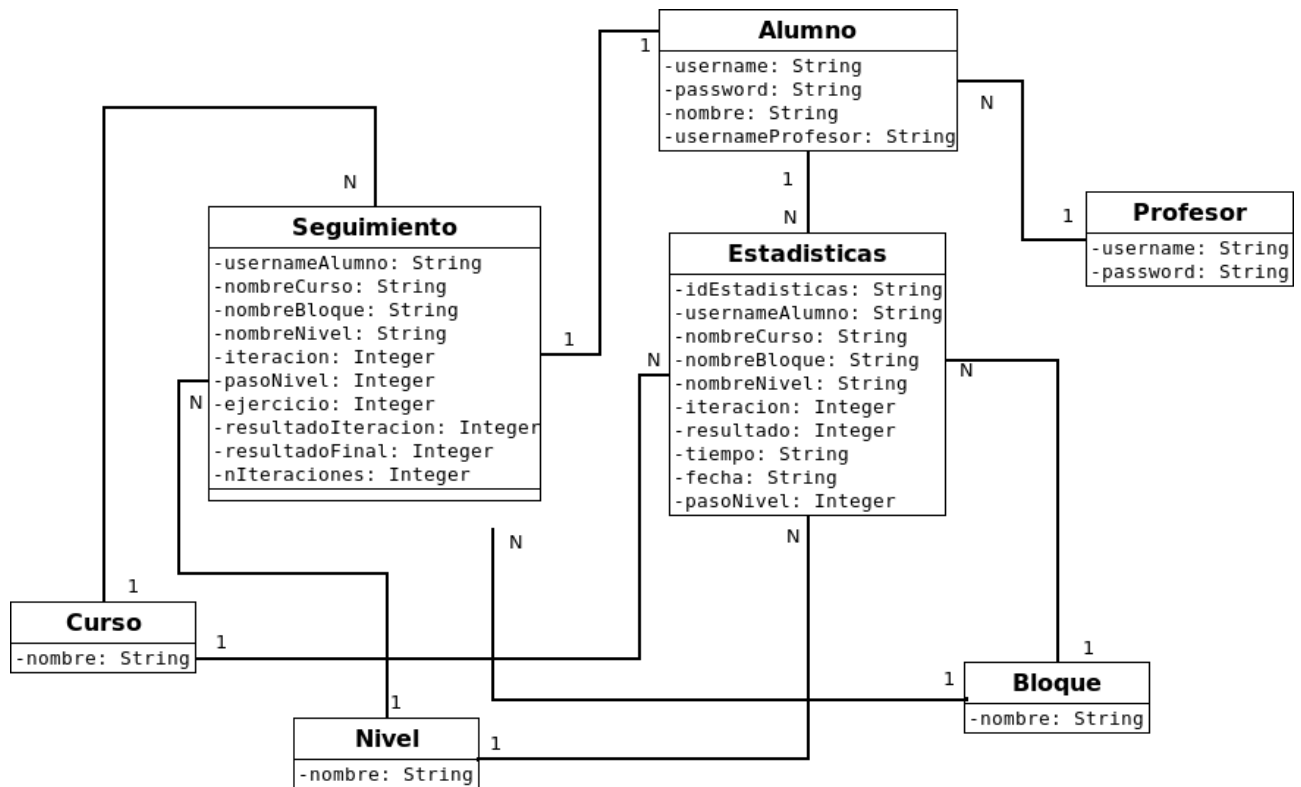 Alumno
-username: String
-password: String
-nombre: String
-usernameProfesor: String
1
N
1
N
1
Profesor
-username: String
-password: String
N
Seguimiento
-usernameAlumno: String
-nombreCurso: String
-nombreBloque: String
-nombreNivel: String
-iteracion: Integer
-pasoNivel: Integer
-ejercicio: Integer
-resultadoIteracion: Integer
-resultadoFinal: Integer
-nIteraciones: Integer
1
N
N
Estadisticas
-idEstadisticas: String
-usernameAlumno: String
-nombreCurso: String
-nombreBloque: String
-nombreNivel: String
-iteracion: Integer
-resultado: Integer
-tiempo: String
-fecha: String
-pasoNivel: Integer
N
N
N
1
Curso
-nombre: String
1
1
Nivel
-nombre: String
1
1
1
Bloque
-nombre: String